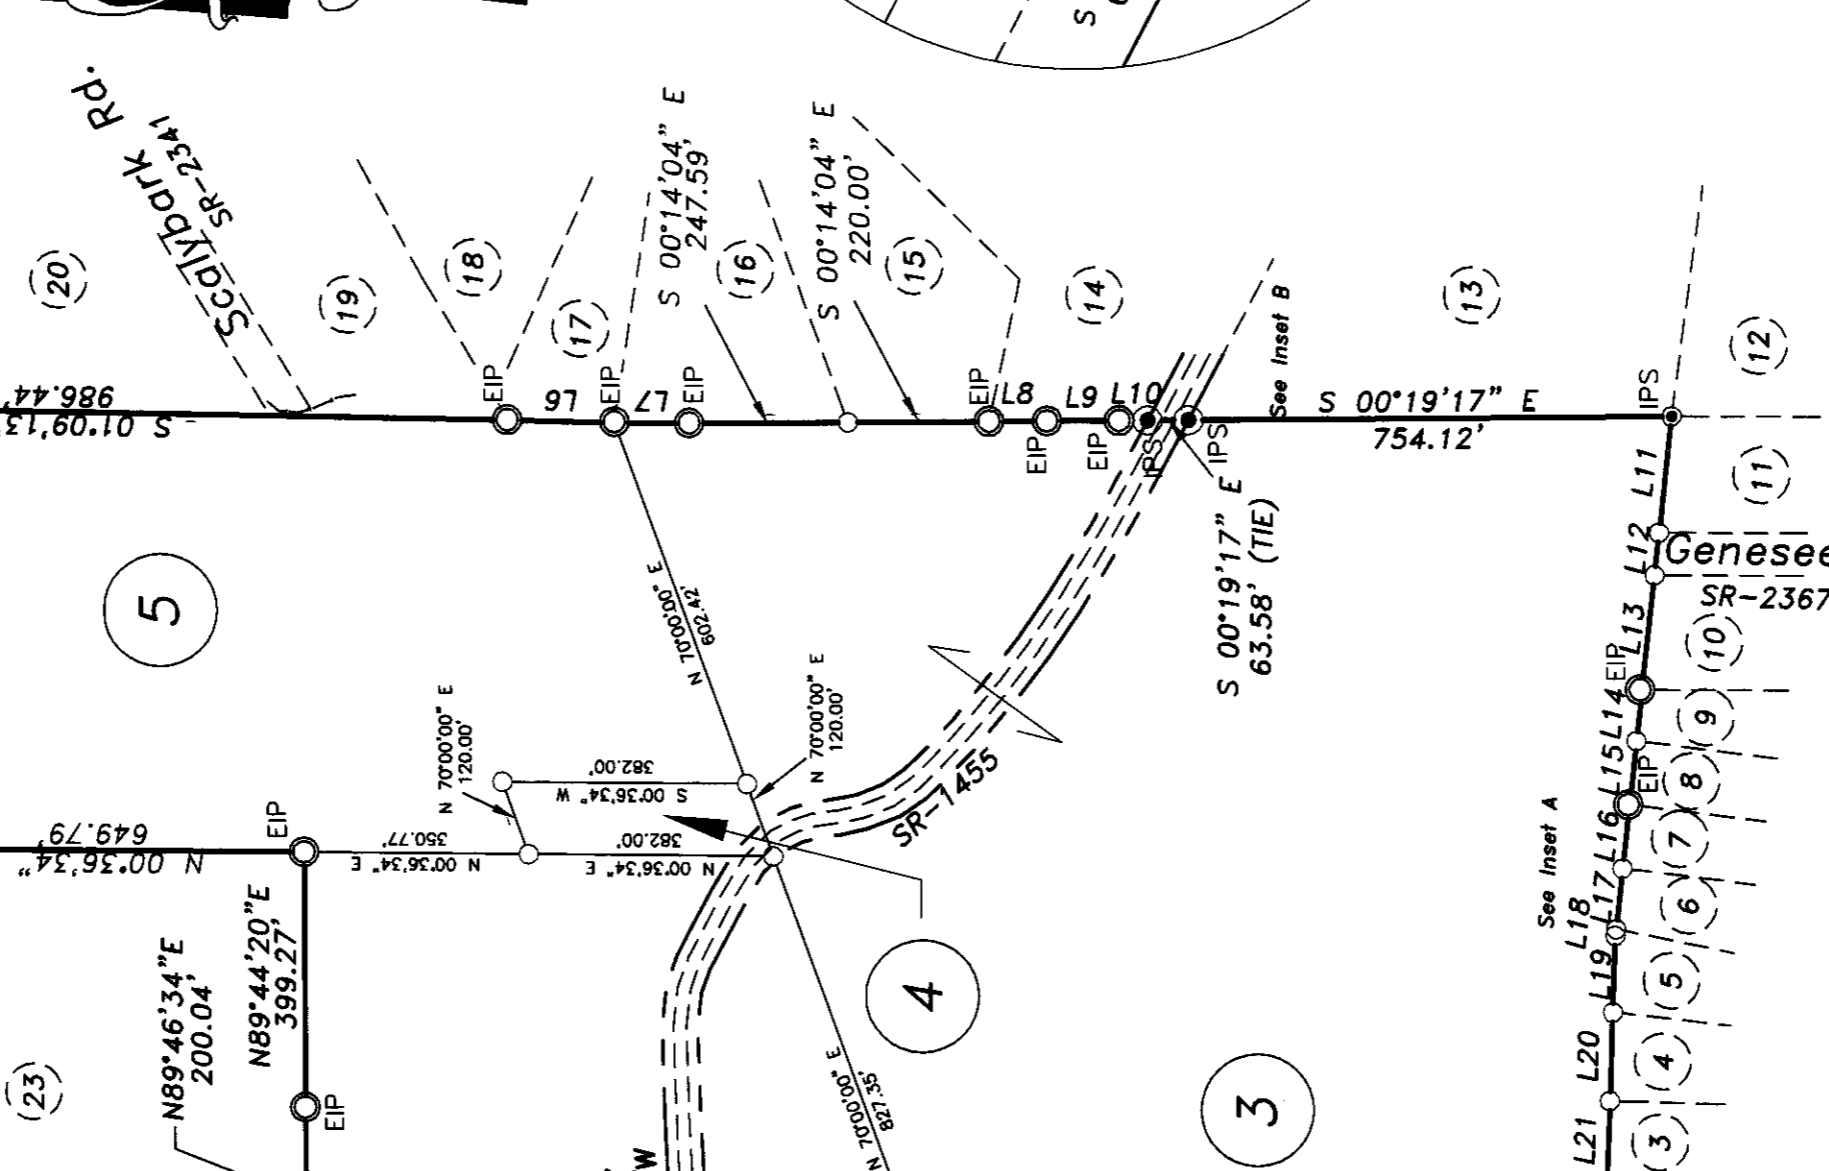 S
Scalybark Rd.
SR-2341
(20)
(19)
(18)
(17)
(16)
(15)
(14)
(13)
(12)
(11)
(10)
(9)
(8)
(7)
(6)
(5)
(4)
(3)
(23)
S 00°14'04" E
247.59'
S 00°14'04" E
220.00'
S 01°09'13"
986.44'
EIP
L6
EIP
L7
EIP
EIP
L8
EIP
L9
EIP
L10
IPS
IPS
See Inset B
S 00°19'17" E
754.12'
IPS
S 00°19'17" E
63.58' (TIE)
L11
L12
Genesee
SR-2367
L13
EIP
L14
L15
EIP
L16
L17
L18
L19
L20
L21
See Inset A
5
N 70°00'00" E
602.42'
N 70°00'00" E
120.00'
N 70°00'00" E
120.00'
S 00°36'34" W
382.00'
N 00°36'34" E
382.00'
N 00°36'34" E
350.77'
N 00°36'34"
649.79'
EIP
N89°44'20"E
399.27'
N89°46'34"E
200.04'
EIP
SR-1455
4
3
N 70°00'00" E
827.35'
W